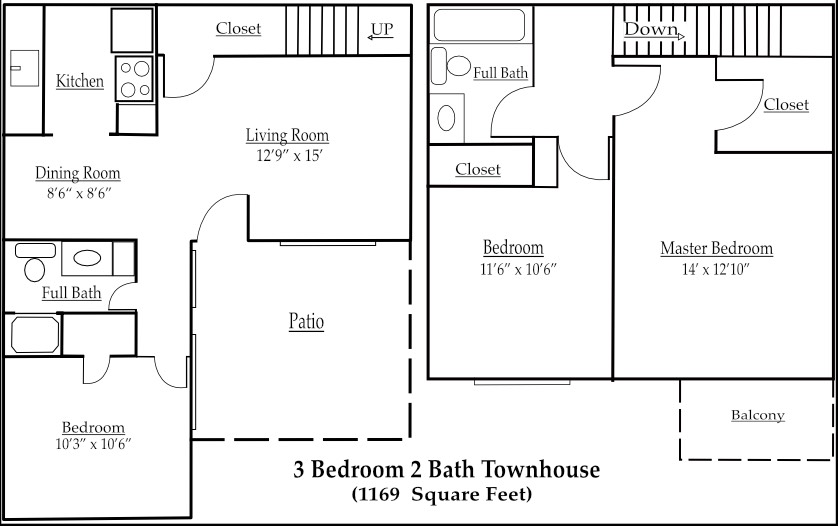 Closet
UP
Kitchen
Living Room
12'9" x 15'
Dining Room
8'6" x 8'6"
Full Bath
Patio
Bedroom
10'3" x 10'6"
Down
Full Bath
Closet
Closet
Bedroom
11'6" x 10'6"
Master Bedroom
14' x 12'10"
Balcony
3 Bedroom 2 Bath Townhouse
(1169 Square Feet)